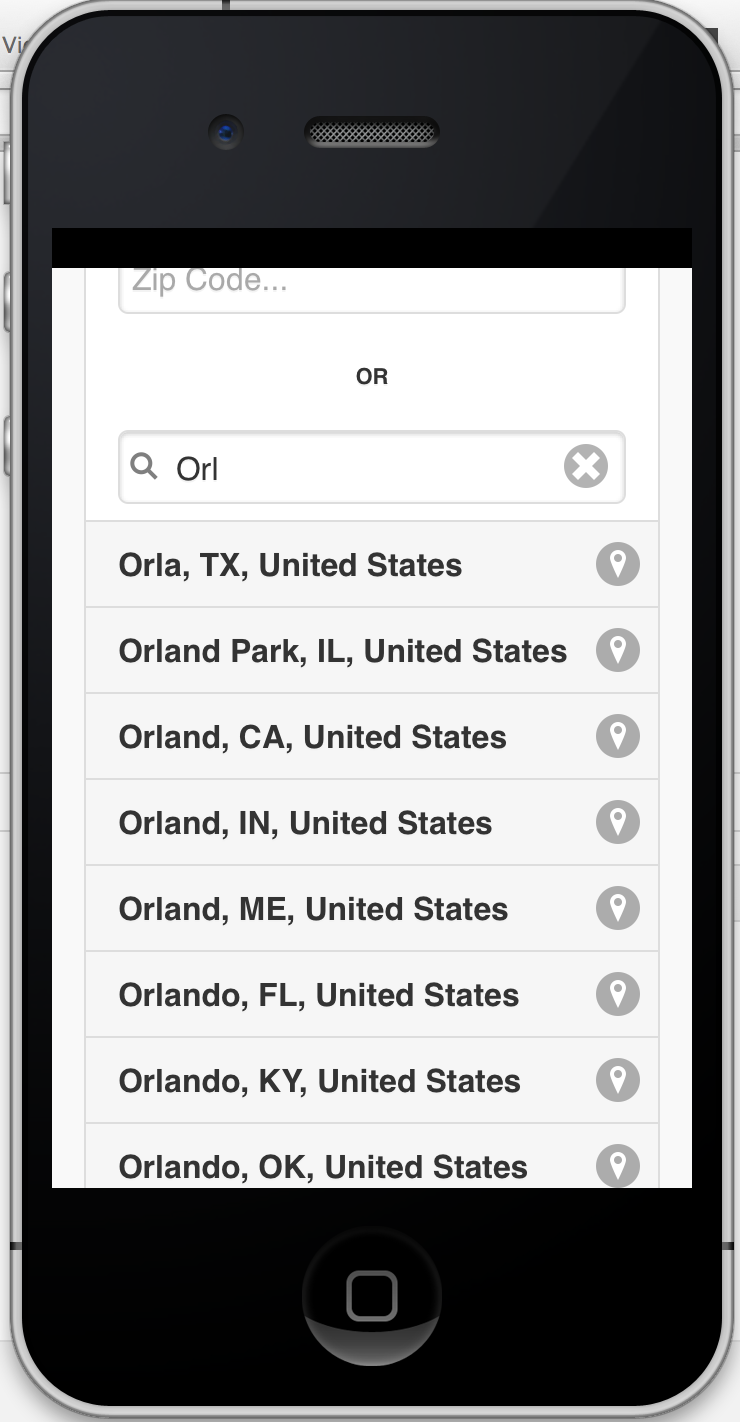 Zip Code...
OR
Orl
Orla, TX, United States
Orland Park, IL, United States
Orland, CA, United States
Orland, IN, United States
Orland, ME, United States
Orlando, FL, United States
Orlando, KY, United States
Orlando, OK, United States